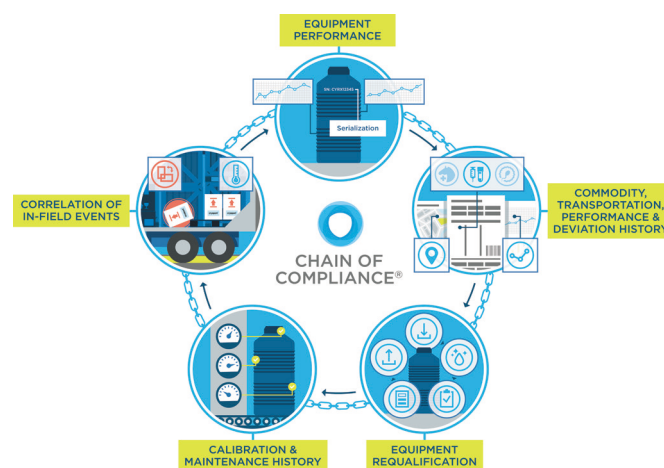 EQUIPMENT
PERFORMANCE
Serialization
CORRELATION OF
IN-FIELD EVENTS
COMMODITY,
TRANSPORTATION,
PERFORMANCE &
DEVIATION HISTORY
CHAIN OF
COMPLIANCE®
CALIBRATION &
MAINTENANCE HISTORY
EQUIPMENT
REQUALIFICATION